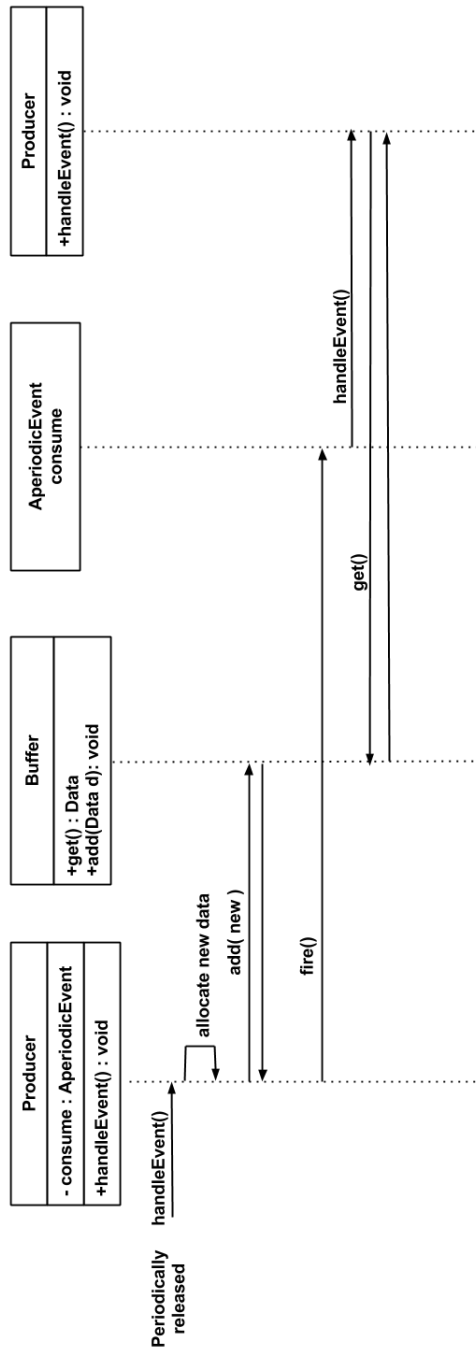 Producer
- consume : AperiodicEvent
+handleEvent() : void
Buffer
+get() : Data
+add(Data d): void
AperiodicEvent
consume
Producer
+handleEvent() : void
Periodically
released
handleEvent()
allocate new data
add( new )
fire()
handleEvent()
get()